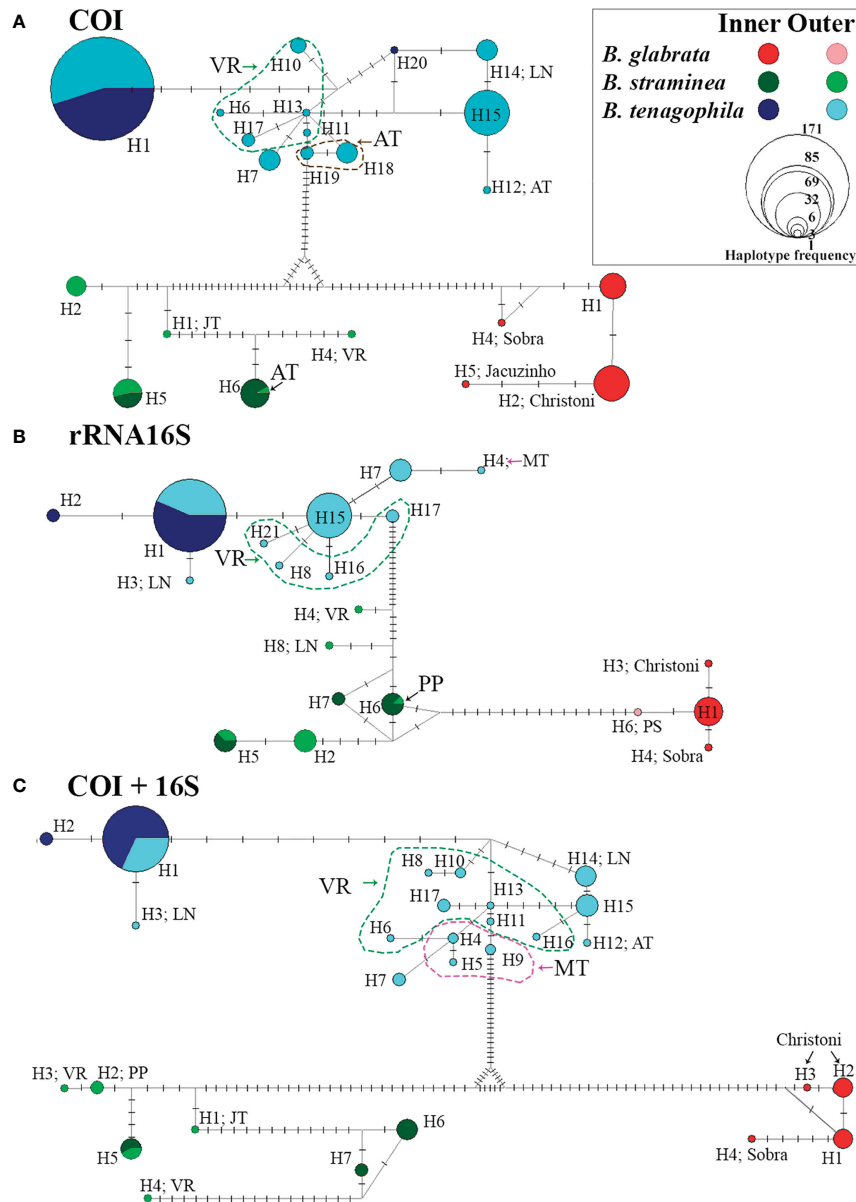 A COI
Inner Outer
B. glabrata
B. straminea
B. tenagophila
171
85
69
32
6
3
1
Haplotype frequency
VR→
H10
H20
H14; LN
H6
H13
H15
H17
H11
AT
H1
H7
H19
H18
H12; AT
H2
H1
H1; JT
H4; Sobra
H4; VR
AT
H5; Jacuzinho
H5
H6
H2; Christoni
B rRNA16S
H7
H4; ←MT
H2
H15
H17
H1
H21
VR→
H8
H16
H3; LN
H4; VR
H8; LN
H3; Christoni
PP
H7
H6
H1
H6; PS
H5
H2
H4; Sobra
C COI + 16S
H2
H1
H8
H10
H14; LN
VR→
H13
H3; LN
H17
H11
H15
H6
H4
H16
H12; AT
H5
H9
H7
←MT
Christoni
H3; VR
H2; PP
H3
H2
H1; JT
H6
H5
H7
H4; Sobra
H1
H4; VR